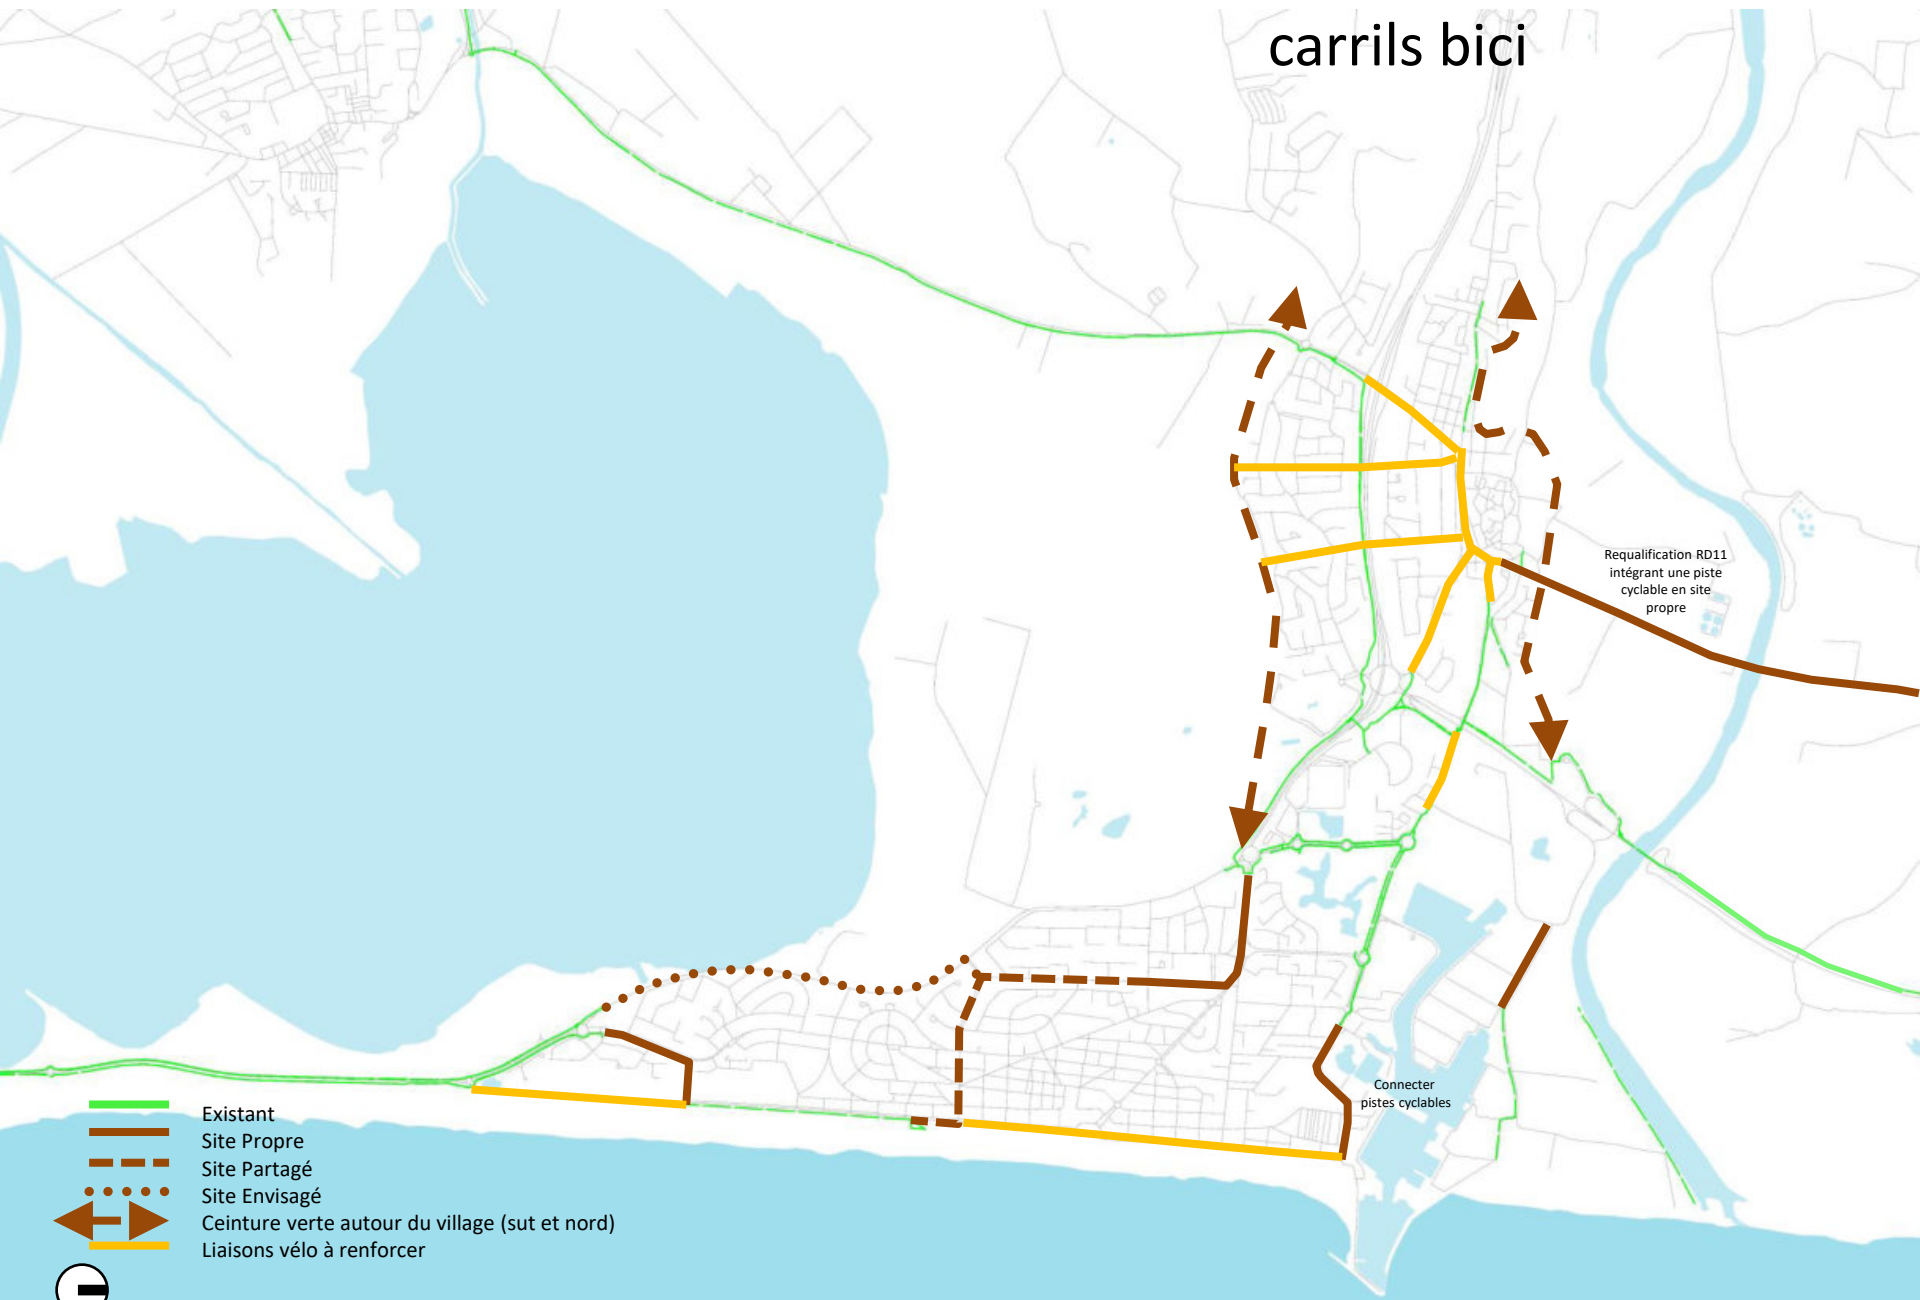 carrils bici
Requalification RD11
intégrant une piste
cyclable en site
propre
Connecter
pistes cyclables
Existant
Site Propre
Site Partagé
Site Envisagé
Ceinture verte autour du village (sut et nord)
Liaisons vélo à renforcer